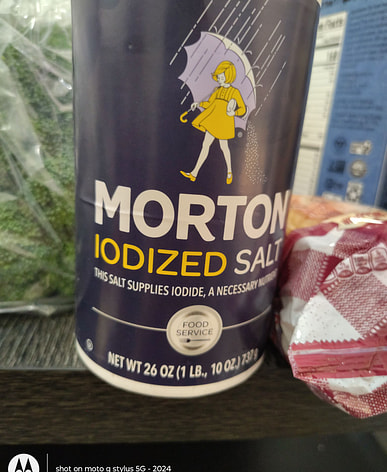 MORTON
IODIZED SALT
THIS SALT SUPPLIES IODIDE, A NECESSARY
FOOD
SERVICE
NET WT 26 OZ (1 LB., 10 OZ.) 737g
shot on moto g stylus 5G - 2024